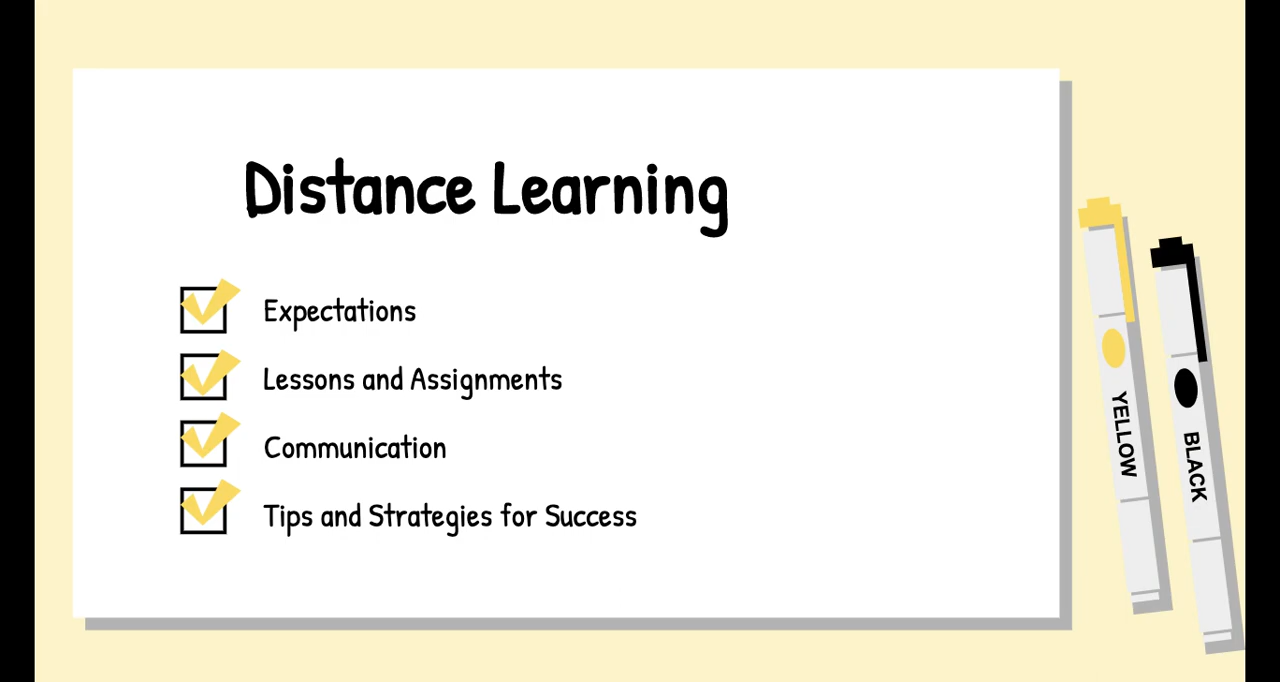 Distance Learning
Expectations
Lessons and Assignments
Communication
Tips and Strategies for Success
YELLOW
BLACK